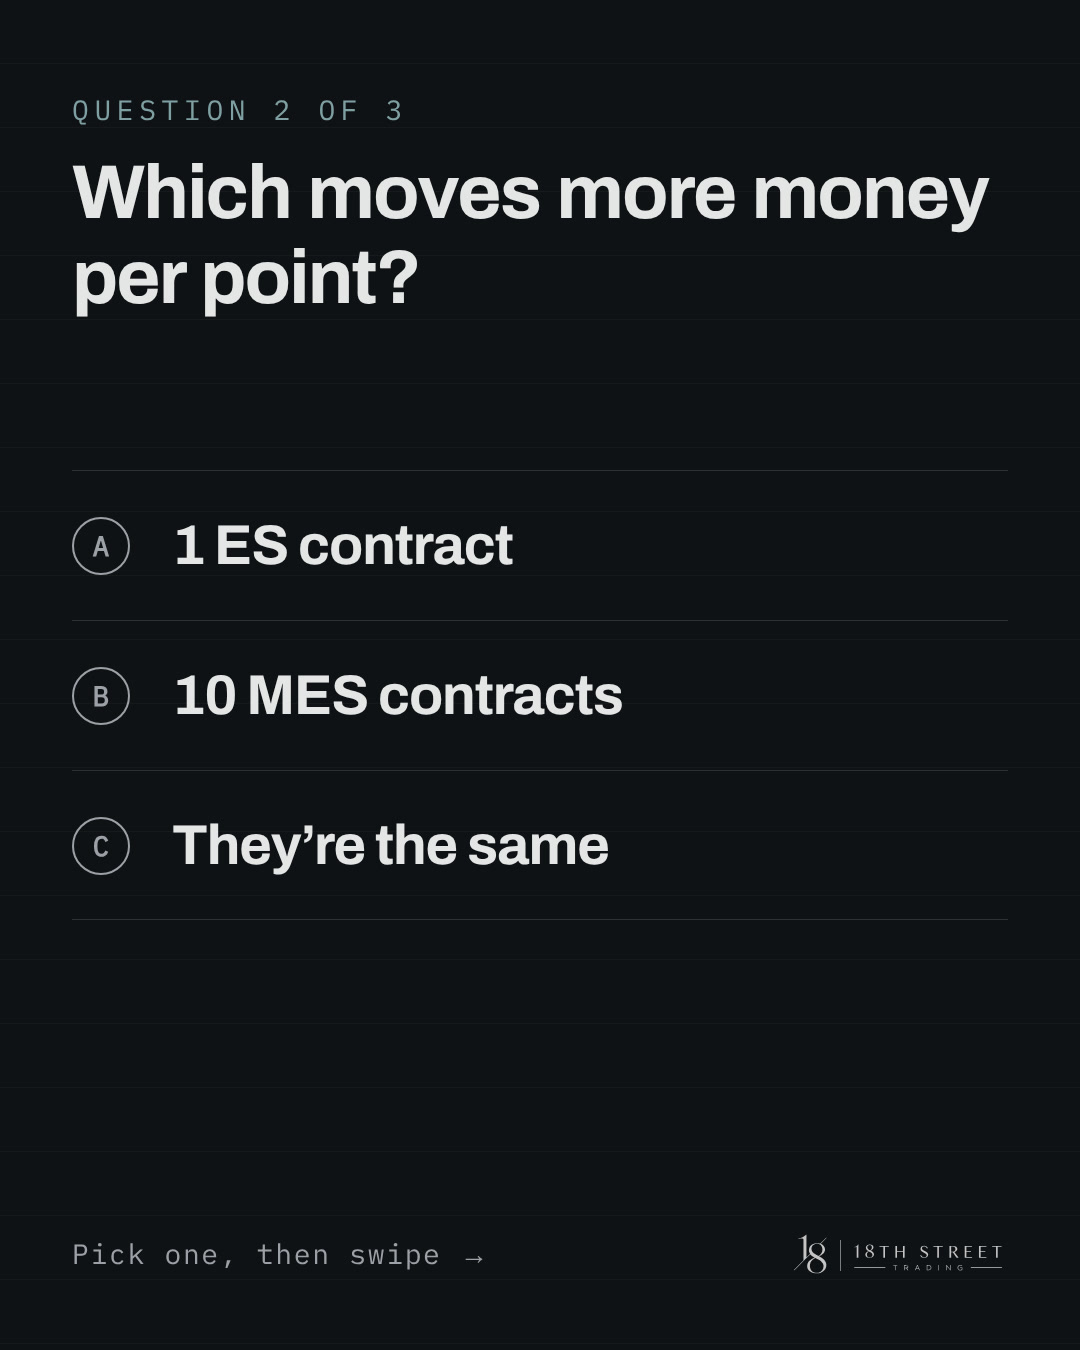 QUESTION 2 OF 3
Which moves more money
per point?
A 1 ES contract
B 10 MES contracts
C They’re the same
Pick one, then swipe →
18 18TH STREET
TRADING